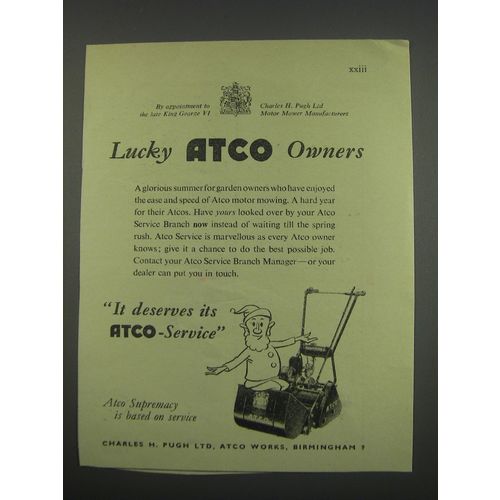 xxiii
By appointment to
the late King George VI
Charles H. Pugh Ltd
Motor Mower Manufacturers
Lucky ATCO Owners
A glorious summer for garden owners who have enjoyed
the ease and speed of Atco motor mowing. A hard year
for their Atcos. Have yours looked over by your Atco
Service Branch now instead of waiting till the spring
rush. Atco Service is marvellous as every Atco owner
knows; give it a chance to do the best possible job.
Contact your Atco Service Branch Manager—or your
dealer can put you in touch.
"It deserves its
ATCO-Service"
Atco Supremacy
is based on service
CHARLES H. PUGH LTD, ATCO WORKS, BIRMINGHAM 9